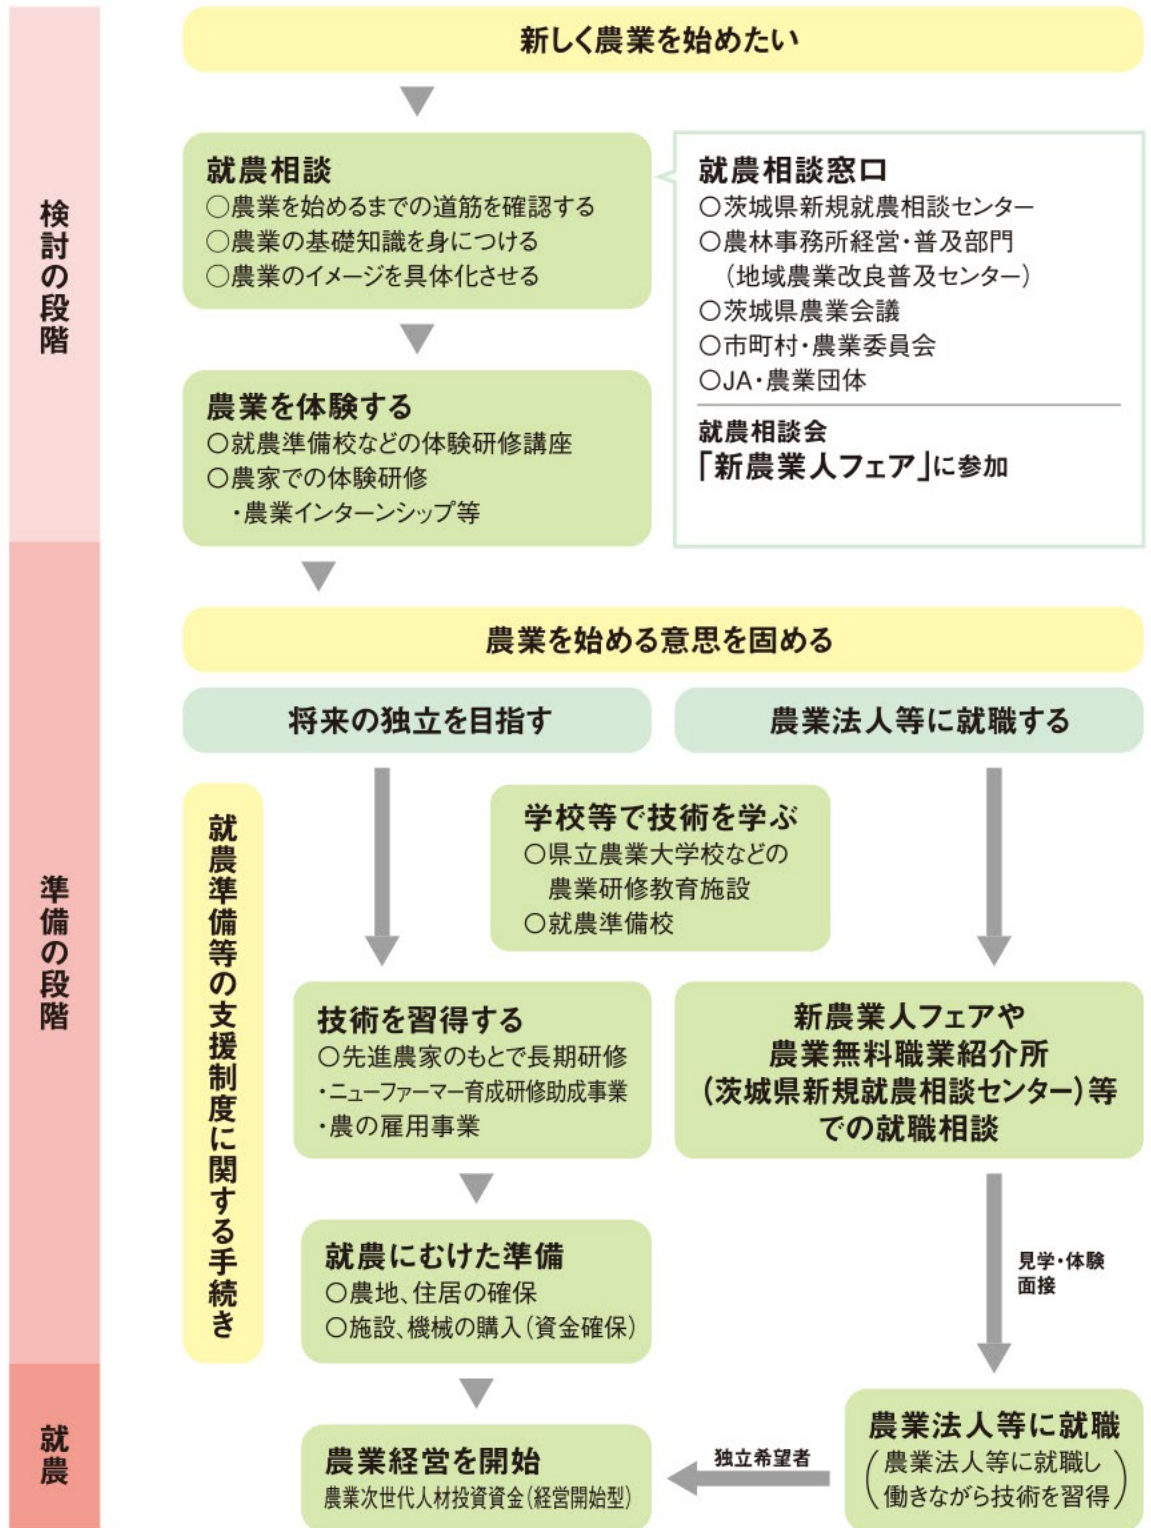 新しく農業を始めたい
検討の段階
就農相談
○農業を始めるまでの道筋を確認する
○農業の基礎知識を身につける
○農業のイメージを具体化させる
就農相談窓口
○茨城県新規就農相談センター
○農林事務所経営・普及部門
(地域農業改良普及センター)
○茨城県農業会議
○市町村・農業委員会
○JA・農業団体
就農相談会
「新農業人フェア」に参加
農業を体験する
○就農準備校などの体験研修講座
○農家での体験研修
・農業インターンシップ等
準備の段階
農業を始める意思を固める
将来の独立を目指す
農業法人等に就職する
就農準備等の支援制度に関する手続き
学校等で技術を学ぶ
○県立農業大学校などの
農業研修教育施設
○就農準備校
技術を習得する
○先進農家のもとで長期研修
・ニューファーマー育成研修助成事業
・農の雇用事業
新農業人フェアや
農業無料職業紹介所
(茨城県新規就農相談センター)等
での就職相談
就農にむけた準備
○農地、住居の確保
○施設、機械の購入(資金確保)
見学・体験
面接
就農
農業経営を開始
農業次世代人材投資資金(経営開始型)
独立希望者
農業法人等に就職
(農業法人等に就職し
働きながら技術を習得)